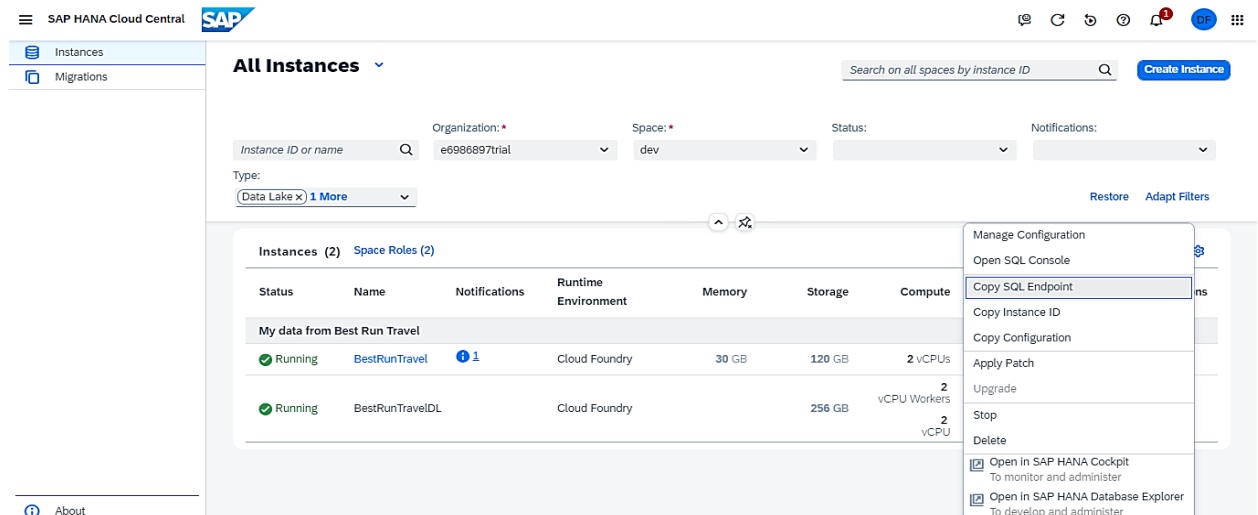 SAP HANA Cloud Central
SAP
1
DF
Instances
Migrations
All Instances
Search on all spaces by instance ID
Create Instance
Organization:*
Space:*
Status:
Notifications:
Instance ID or name
e6986897trial
dev
Type:
Data Lake × 1 More
Restore
Adapt Filters
Instances (2)
Space Roles (2)
Status
Name
Notifications
Runtime
Environment
Memory
Storage
Compute
ns
My data from Best Run Travel
Running
BestRunTravel
1
Cloud Foundry
30 GB
120 GB
2 vCPUs
Running
BestRunTravelDL
Cloud Foundry
256 GB
2
vCPU Workers
2
vCPU
Manage Configuration
Open SQL Console
Copy SQL Endpoint
Copy Instance ID
Copy Configuration
Apply Patch
Upgrade
Stop
Delete
Open in SAP HANA Cockpit
To monitor and administer
Open in SAP HANA Database Explorer
To develop and administer
About